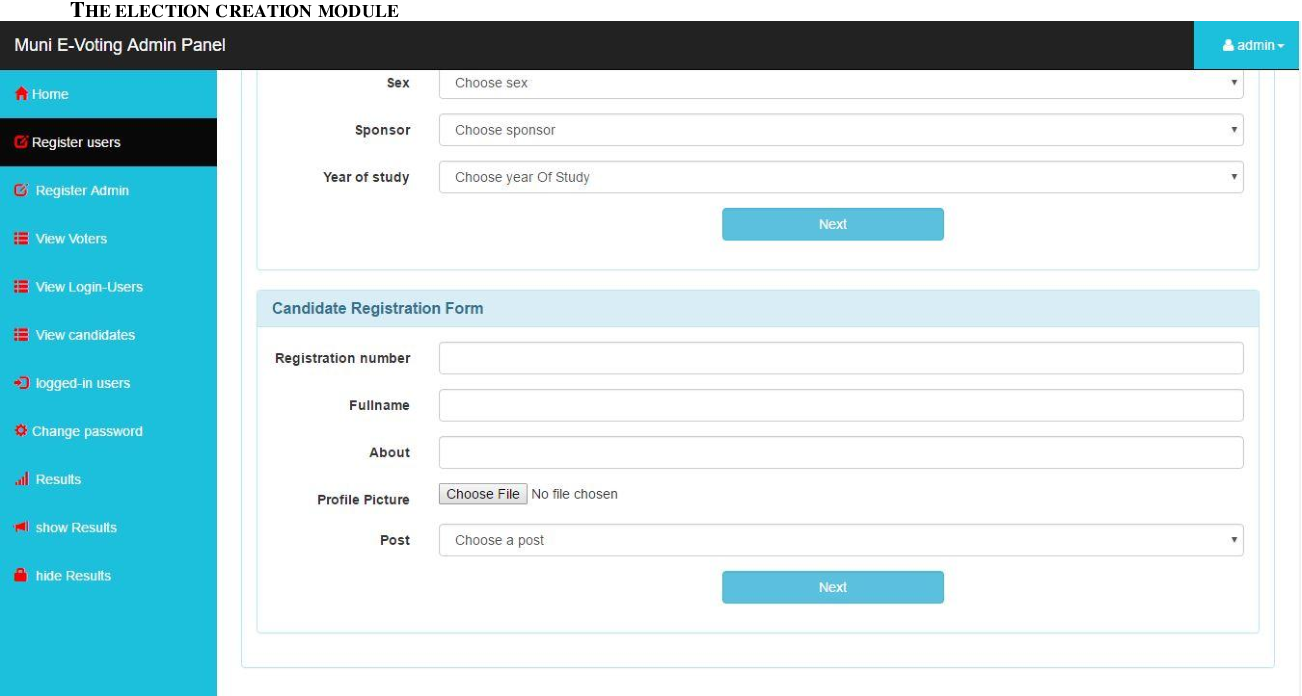 THE ELECTION CREATION MODULE
Muni E-Voting Admin Panel
admin
Home
Register users
Register Admin
View Voters
View Login-Users
View candidates
logged-in users
Change password
Results
show Results
hide Results
Sex Choose sex
Sponsor Choose sponsor
Year of study Choose year Of Study
Next
Candidate Registration Form
Registration number
Fullname
About
Profile Picture Choose File No file chosen
Post Choose a post
Next